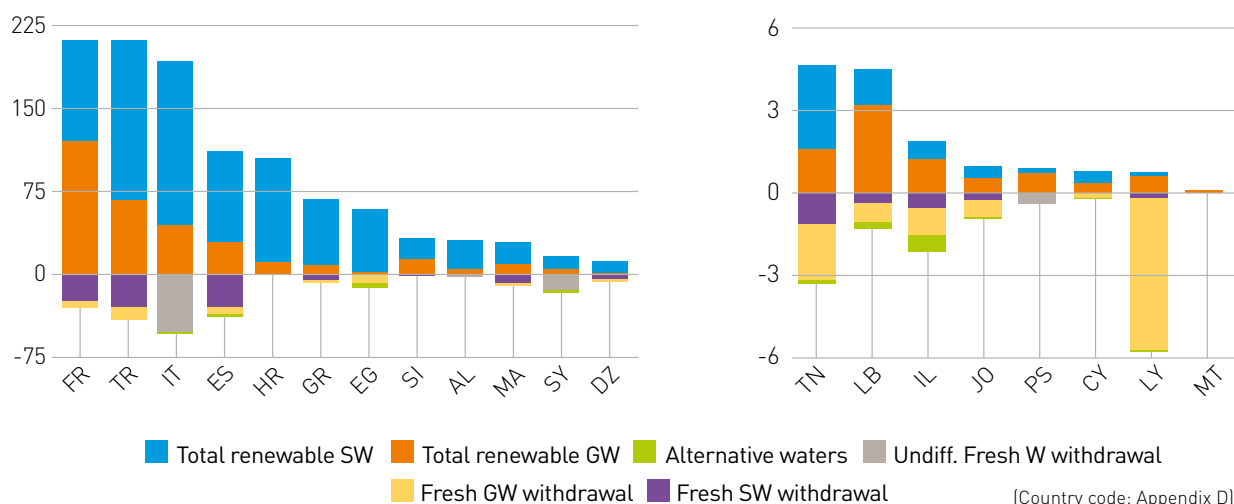 225
150
75
0
-75
FR TR IT ES HR GR EG SI AL MA SY DZ
6
3
0
-3
-6
TN LB IL JO PS CY LY MT
Total renewable SW Total renewable GW Alternative waters Undiff. Fresh W withdrawal
Fresh GW withdrawal Fresh SW withdrawal
(Country code: Appendix D)